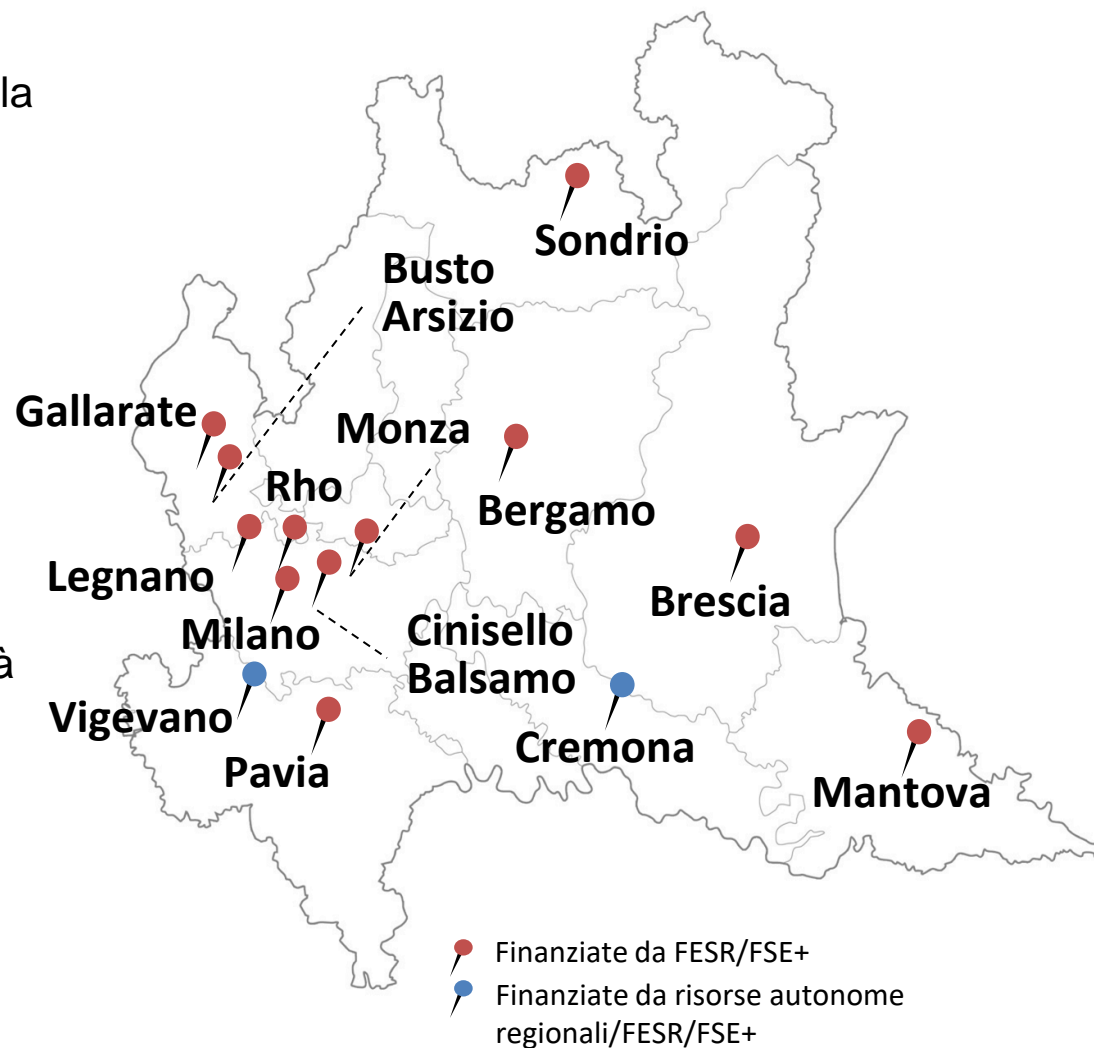 la
Sondrio
Busto
Arsizio
Gallarate
Monza
Rho
Bergamo
Legnano
Brescia
Milano
Cinisello
Balsamo
à
Vigevano
Cremona
Pavia
Mantova
Finanziate da FESR/FSE+
Finanziate da risorse autonome
regionali/FESR/FSE+